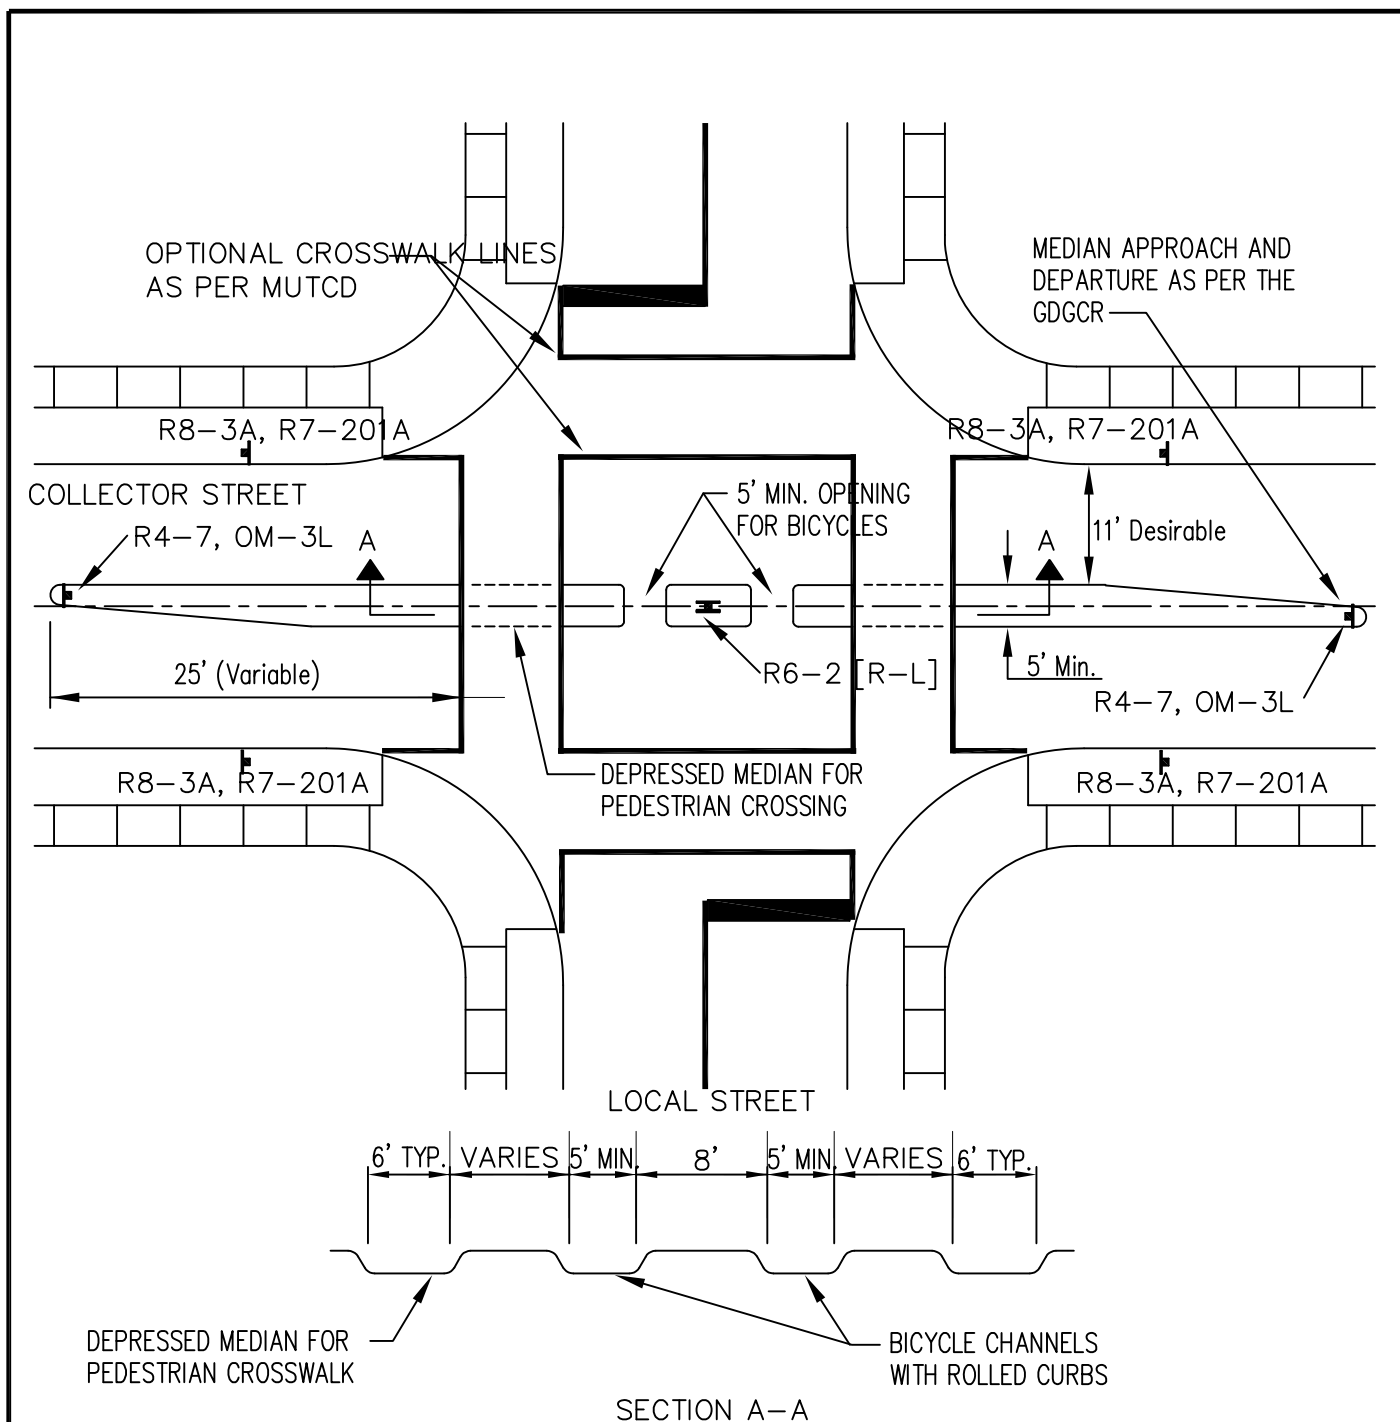 OPTIONAL CROSSWALK LINES
AS PER MUTCD
MEDIAN APPROACH AND
DEPARTURE AS PER THE
GDGCR
R8-3A, R7-201A
R8-3A, R7-201A
COLLECTOR STREET
5' MIN. OPENING
FOR BICYCLES
R4-7, OM-3L
A
11' Desirable
A
25' (Variable)
R6-2 [R-L]
5' Min.
R4-7, OM-3L
DEPRESSED MEDIAN FOR
PEDESTRIAN CROSSING
R8-3A, R7-201A
R8-3A, R7-201A
LOCAL STREET
6' TYP. VARIES 5' MIN. 8' 5' MIN. VARIES 6' TYP.
DEPRESSED MEDIAN FOR
PEDESTRIAN CROSSWALK
BICYCLE CHANNELS
WITH ROLLED CURBS
SECTION A-A